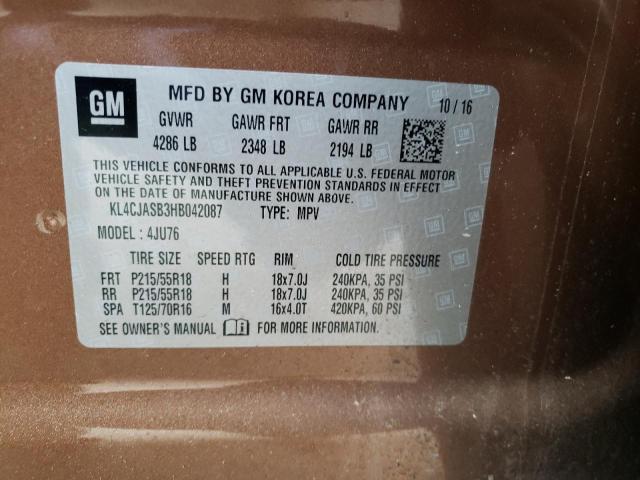 GM
MFD BY GM KOREA COMPANY 10 / 16
GVWR GAWR FRT GAWR RR
4286 LB 2348 LB 2194 LB
THIS VEHICLE CONFORMS TO ALL APPLICABLE U.S. FEDERAL MOTOR
VEHICLE SAFETY AND THEFT PREVENTION STANDARDS IN EFFECT
ON THE DATE OF MANUFACTURE SHOWN ABOVE.
KL4CJASB3HB042087 TYPE: MPV
MODEL: 4JU76
TIRE SIZE SPEED RTG RIM COLD TIRE PRESSURE
FRT P215/55R18 H 18x7.0J 240KPA, 35 PSI
RR P215/55R18 H 18x7.0J 240KPA, 35 PSI
SPA T125/70R16 M 16x4.0T 420KPA, 60 PSI
SEE OWNER'S MANUAL FOR MORE INFORMATION.